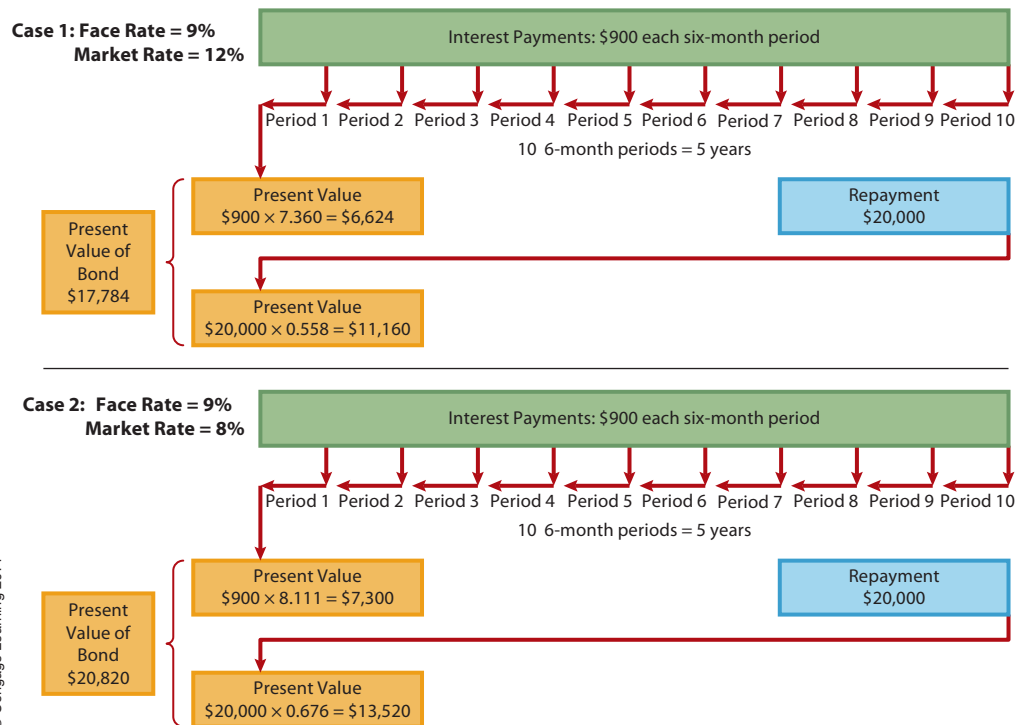 Case 1: Face Rate = 9%
Market Rate = 12%
Interest Payments: $900 each six-month period
Period 1 Period 2 Period 3 Period 4 Period 5 Period 6 Period 7 Period 8 Period 9 Period 10
10 6-month periods = 5 years
Present Value
$900 × 7.360 = $6,624
Repayment
$20,000
Present
Value of
Bond
$17,784
Present Value
$20,000 × 0.558 = $11,160
Case 2: Face Rate = 9%
Market Rate = 8%
Interest Payments: $900 each six-month period
Period 1 Period 2 Period 3 Period 4 Period 5 Period 6 Period 7 Period 8 Period 9 Period 10
10 6-month periods = 5 years
Present Value
$900 × 8.111 = $7,300
Repayment
$20,000
Present
Value of
Bond
$20,820
Present Value
$20,000 × 0.676 = $13,520